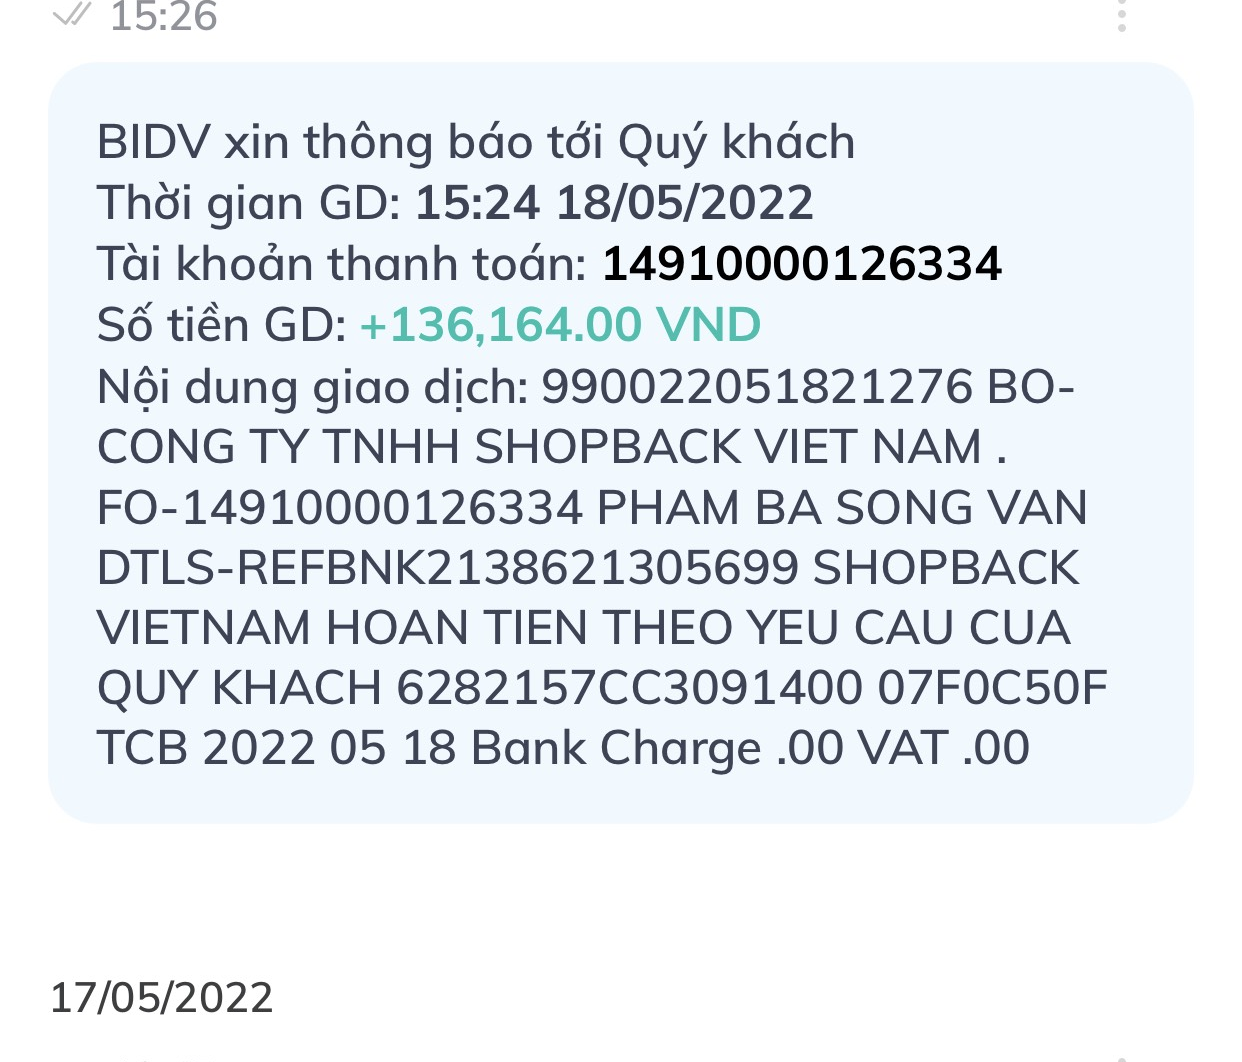 15:26
BIDV xin thông báo tới Quý khách
Thời gian GD: 15:24 18/05/2022
Tài khoản thanh toán: 14910000126334
Số tiền GD: +136,164.00 VND
Nội dung giao dịch: 990022051821276 BO-
CONG TY TNHH SHOPBACK VIET NAM .
FO-14910000126334 PHAM BA SONG VAN
DTLS-REFBNK2138621305699 SHOPBACK
VIETNAM HOAN TIEN THEO YEU CAU CUA
QUY KHACH 6282157CC3091400 07F0C50F
TCB 2022 05 18 Bank Charge .00 VAT .00
17/05/2022